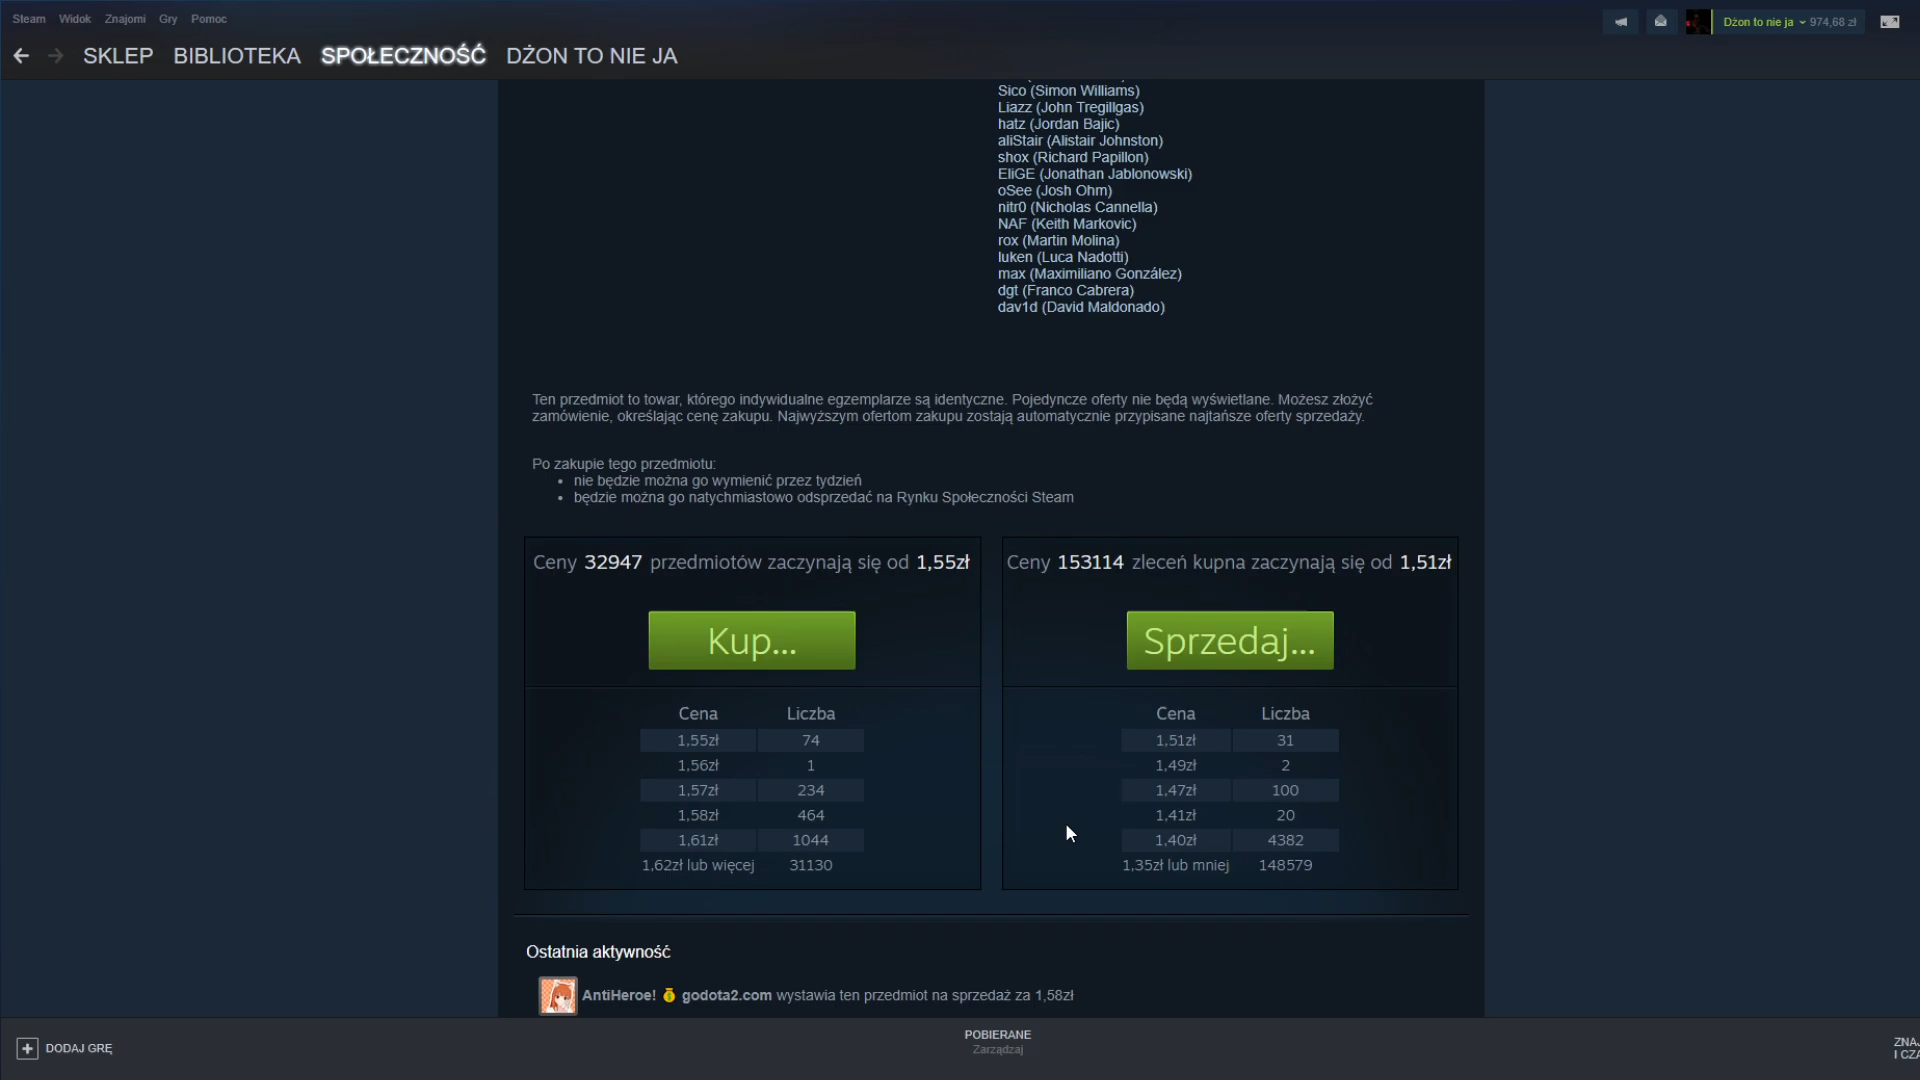 Steam Widok Znajomi Gry Pomoc
Dżon to nie ja 974,68 zł
SKLEP BIBLIOTEKA SPOŁECZNOŚĆ DŻON TO NIE JA
Sico (Simon Williams)
Liazz (John Tregillgas)
hatz (Jordan Bajic)
aliStair (Alistair Johnston)
shox (Richard Papillon)
EliGE (Jonathan Jablonowski)
oSee (Josh Ohm)
nitr0 (Nicholas Cannella)
NAF (Keith Markovic)
rox (Martin Molina)
luken (Luca Nadotti)
max (Maximiliano González)
dgt (Franco Cabrera)
dav1d (David Maldonado)
Ten przedmiot to towar, którego indywidualne egzemplarze są identyczne. Pojedyncze oferty nie będą wyświetlane. Możesz złożyć
zamówienie, określając cenę zakupu. Najwyższym ofertom zakupu zostają automatycznie przypisane najtańsze oferty sprzedaży.
Po zakupie tego przedmiotu:
• nie będzie można go wymienić przez tydzień
• będzie można go natychmiastowo odsprzedać na Rynku Społeczności Steam
Ceny 32947 przedmiotów zaczynają się od 1,55zł
Kup...
Cena Liczba
1,55zł 74
1,56zł 1
1,57zł 234
1,58zł 464
1,61zł 1044
1,62zł lub więcej 31130
Ceny 153114 zleceń kupna zaczynają się od 1,51zł
Sprzedaj...
Cena Liczba
1,51zł 31
1,49zł 2
1,47zł 100
1,41zł 20
1,40zł 4382
1,35zł lub mniej 148579
Ostatnia aktywność
AntiHeroe! 💰 godota2.com wystawia ten przedmiot na sprzedaż za 1,58zł
DODAJ GRĘ
POBIERANE
Zarządzaj
ZNAJ
I CZA